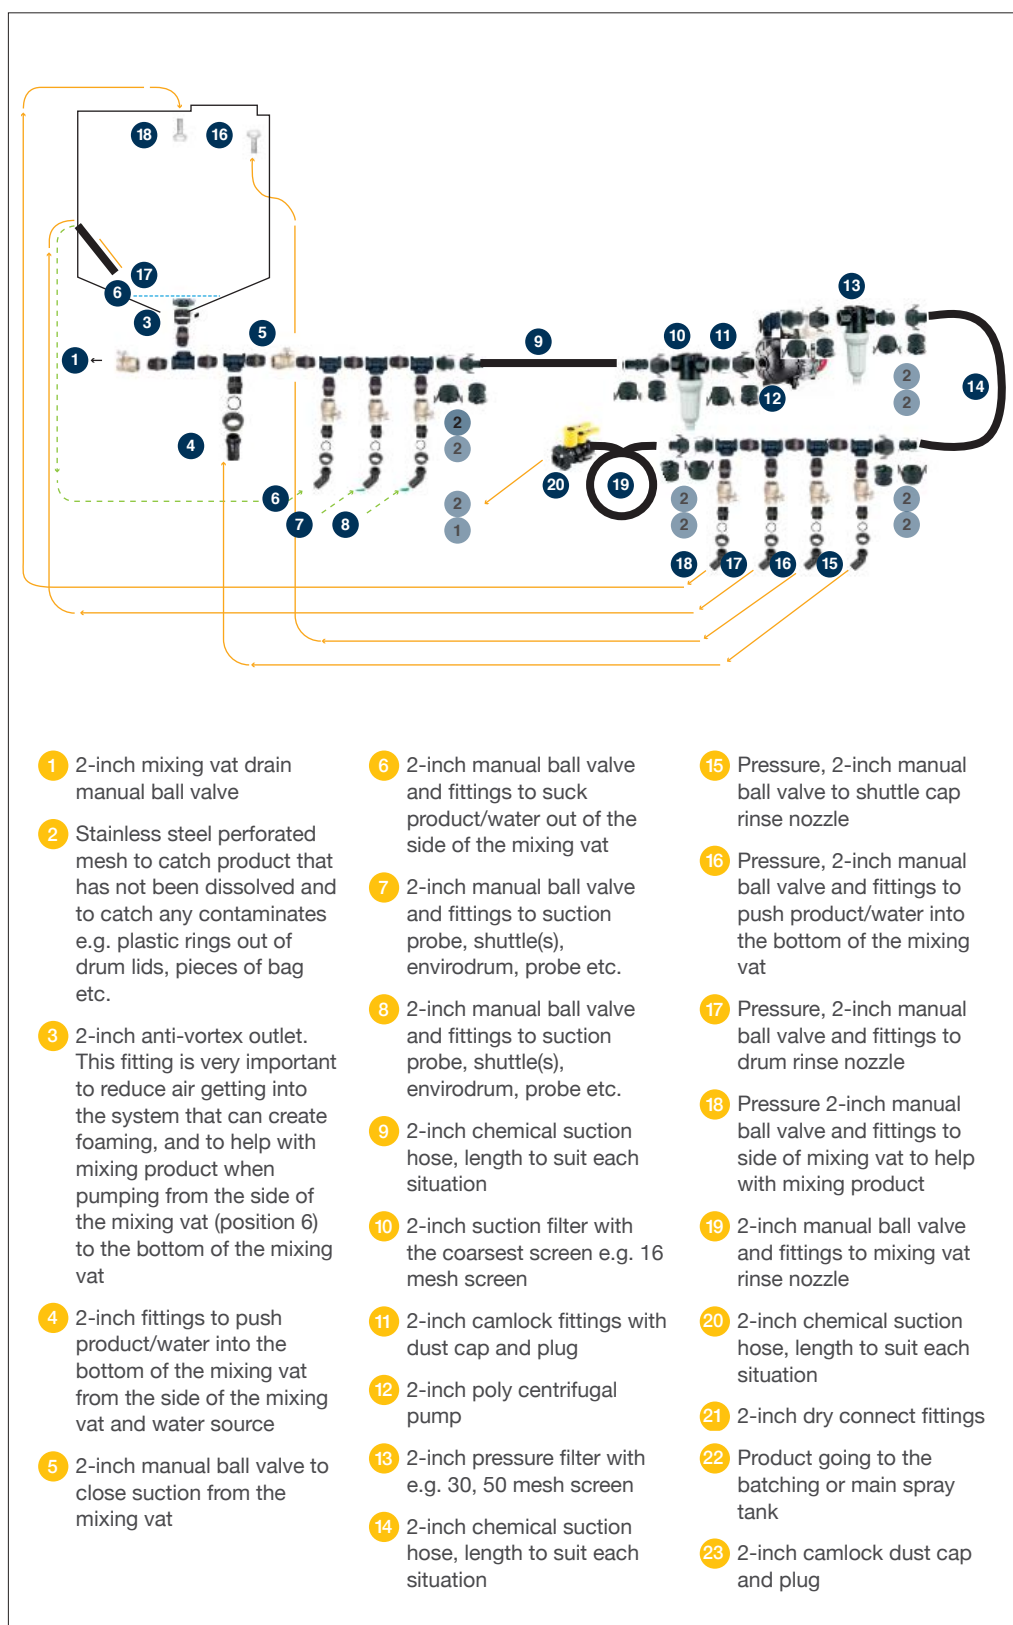 18
16
17
6
3
5
1
9
10
11
13
12
14
4
2
2
6
7
8
2
1
20
19
2
2
2
2
2
2
18
17
16
15
1 2-inch mixing vat drain
manual ball valve
2 Stainless steel perforated
mesh to catch product that
has not been dissolved and
to catch any contaminates
e.g. plastic rings out of
drum lids, pieces of bag
etc.
3 2-inch anti-vortex outlet.
This fitting is very important
to reduce air getting into
the system that can create
foaming, and to help with
mixing product when
pumping from the side of
the mixing vat (position 6)
to the bottom of the mixing
vat
4 2-inch fittings to push
product/water into the
bottom of the mixing vat
from the side of the mixing
vat and water source
5 2-inch manual ball valve to
close suction from the
mixing vat
6 2-inch manual ball valve
and fittings to suck
product/water out of the
side of the mixing vat
7 2-inch manual ball valve
and fittings to suction
probe, shuttle(s),
envirodrum, probe etc.
8 2-inch manual ball valve
and fittings to suction
probe, shuttle(s),
envirodrum, probe etc.
9 2-inch chemical suction
hose, length to suit each
situation
10 2-inch suction filter with
the coarsest screen e.g. 16
mesh screen
11 2-inch camlock fittings with
dust cap and plug
12 2-inch poly centrifugal
pump
13 2-inch pressure filter with
e.g. 30, 50 mesh screen
14 2-inch chemical suction
hose, length to suit each
situation
15 Pressure, 2-inch manual
ball valve to shuttle cap
rinse nozzle
16 Pressure, 2-inch manual
ball valve and fittings to
push product/water into
the bottom of the mixing
vat
17 Pressure, 2-inch manual
ball valve and fittings to
drum rinse nozzle
18 Pressure 2-inch manual
ball valve and fittings to
side of mixing vat to help
with mixing product
19 2-inch manual ball valve
and fittings to mixing vat
rinse nozzle
20 2-inch chemical suction
hose, length to suit each
situation
21 2-inch dry connect fittings
22 Product going to the
batching or main spray
tank
23 2-inch camlock dust cap
and plug